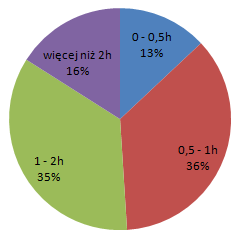 0 - 0,5h
13%
0,5 - 1h
36%
1 - 2h
35%
więcej niż 2h
16%